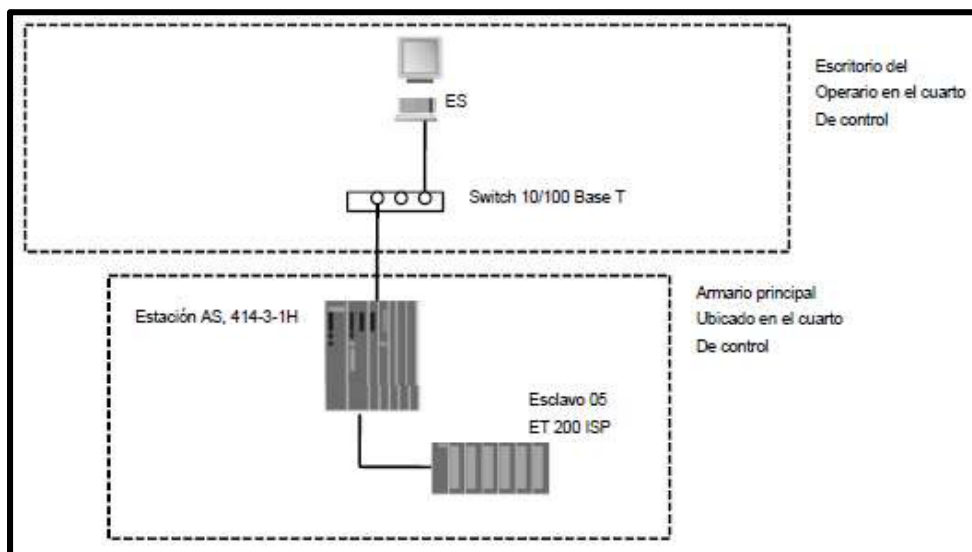 Escritorio del
Operario en el cuarto
De control
ES
Switch 10/100 Base T
Armario principal
Ubicado en el cuarto
De control
Estación AS, 414-3-1H
Esclavo 05
ET 200 ISP